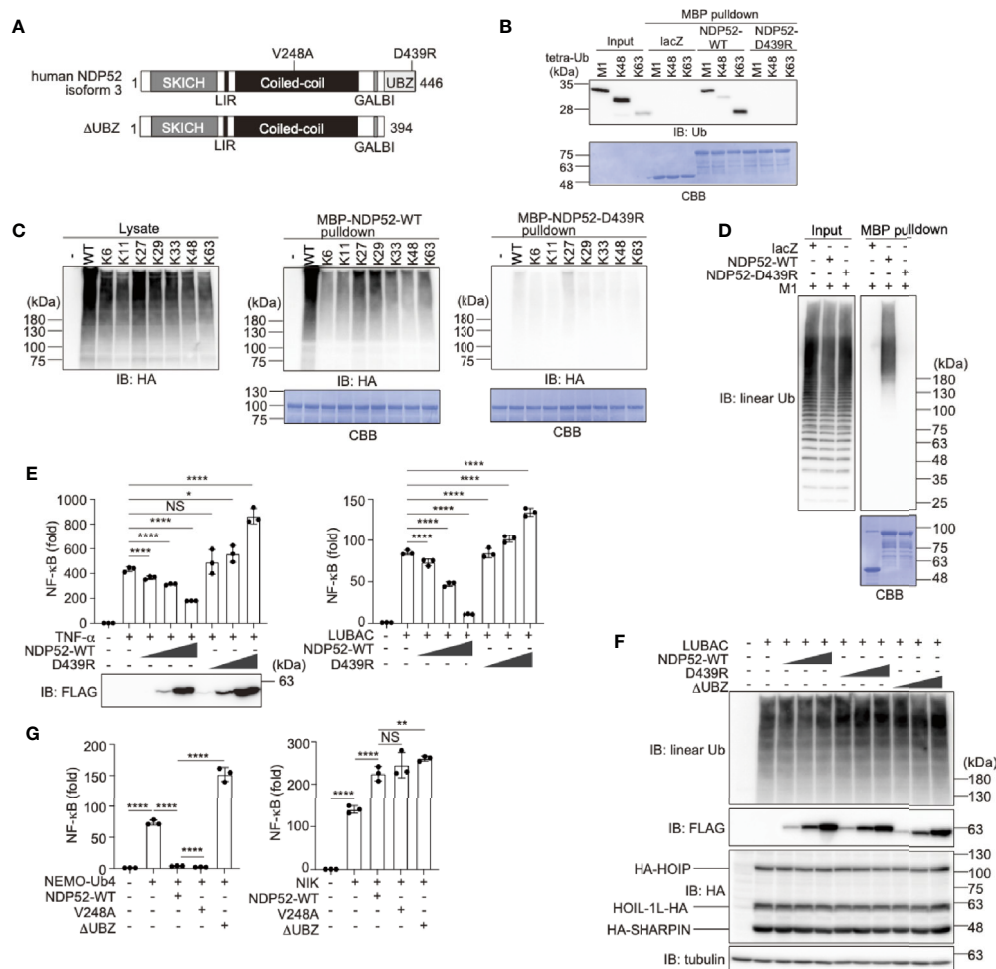 A
V248A
D439R
human NDP52 isoform 3
1
SKICH
Coiled-coil
UBZ
446
LIR
GALBI
ΔUBZ
1
SKICH
Coiled-coil
394
LIR
GALBI
B
MBP pulldown
Input
lacZ
NDP52-WT
NDP52-D439R
tetra-Ub
M1 K48 K63 M1 K48 K63 M1 K48 K63 M1 K48 K63
(kDa)
35
28
IB: Ub
75
63
48
CBB
C
Lysate
- WT K6 K11 K27 K29 K33 K48 K63
(kDa)
180
130
100
75
IB: HA
MBP-NDP52-WT pulldown
- WT K6 K11 K27 K29 K33 K48 K63
(kDa)
180
130
100
75
IB: HA
130
100
75
CBB
MBP-NDP52-D439R pulldown
- WT K6 K11 K27 K29 K33 K48 K63
(kDa)
180
130
100
75
IB: HA
130
100
75
CBB
D
Input MBP pulldown
lacZ + - - + - -
NDP52-WT - + - - + -
NDP52-D439R - - + - - +
M1 + + + + + +
IB: linear Ub
(kDa)
180
130
100
75
63
48
35
25
100
75
63
48
CBB
E
NF-κB (fold)
1000
800
600
400
200
0
****
*
NS
****
****
****
TNF-α - + + + + + + +
NDP52-WT
D439R
(kDa)
IB: FLAG
63
NF-κB (fold)
150
100
50
0
****
****
****
****
****
****
LUBAC - + + + + + + +
NDP52-WT
D439R
F
LUBAC - + + + + + + + + + +
NDP52-WT
D439R
ΔUBZ
IB: linear Ub
(kDa)
180
130
IB: FLAG
63
HA-HOIP
IB: HA
HOIL-1L-HA
HA-SHARPIN
130
100
75
63
48
IB: tubulin
63
G
NF-κB (fold)
200
150
100
50
0
****
****
****
****
NEMO-Ub4 - + + + +
NDP52-WT - - + - -
V248A - - - + -
ΔUBZ - - - - +
NF-κB (fold)
300
200
100
0
**
NS
****
****
NIK - + + + +
NDP52-WT - - + - -
V248A - - - + -
ΔUBZ - - - - +